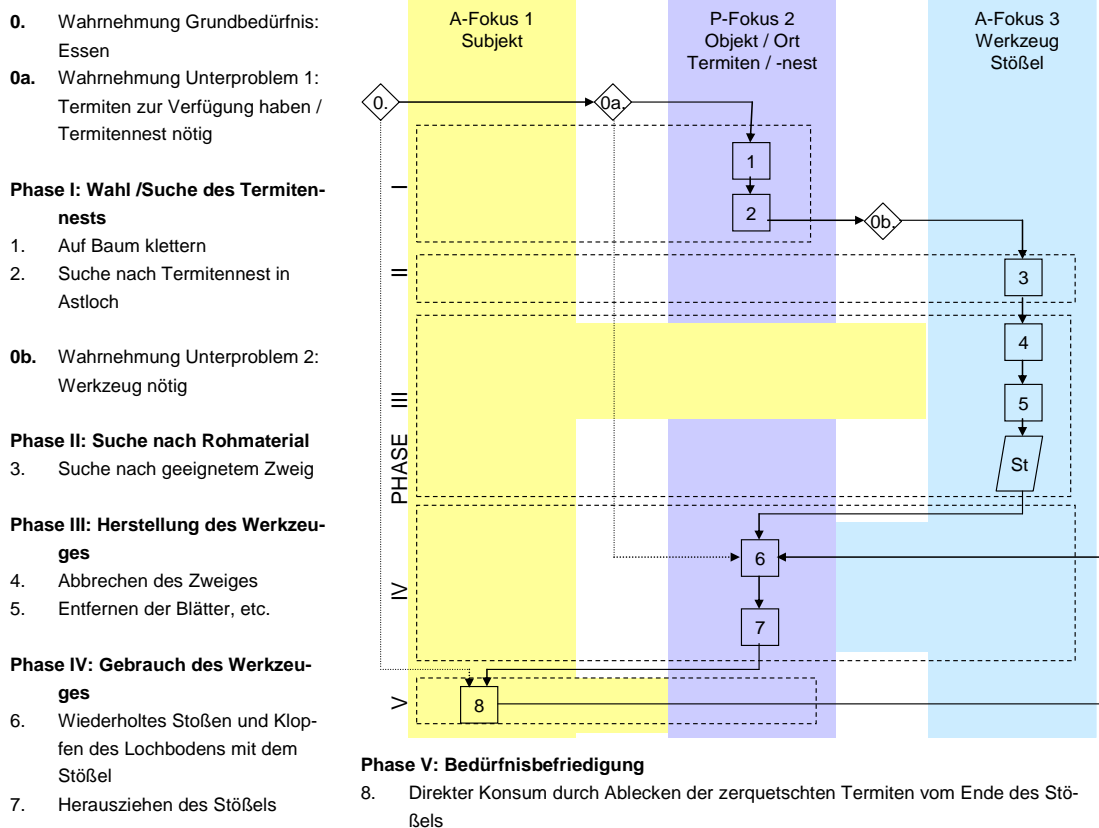 0. Wahrnehmung Grundbedürfnis:
Essen
0a. Wahrnehmung Unterproblem 1:
Termiten zur Verfügung haben /
Termitennest nötig
Phase I: Wahl /Suche des Termiten-
nests
1. Auf Baum klettern
2. Suche nach Termitennest in
Astloch
0b. Wahrnehmung Unterproblem 2:
Werkzeug nötig
Phase II: Suche nach Rohmaterial
3. Suche nach geeignetem Zweig
Phase III: Herstellung des Werkzeu-
ges
4. Abbrechen des Zweiges
5. Entfernen der Blätter, etc.
Phase IV: Gebrauch des Werkzeu-
ges
6. Wiederholtes Stoßen und Klop-
fen des Lochbodens mit dem
Stößel
7. Herausziehen des Stößels
A-Fokus 1
Subjekt
P-Fokus 2
Objekt / Ort
Termiten / -nest
A-Fokus 3
Werkzeug
Stößel
0.
0a.
I
1
2
0b.
II
3
PHASE III
4
5
St
IV
6
7
V
8
Phase V: Bedürfnisbefriedigung
8. Direkter Konsum durch Ablecken der zerquetschten Termiten vom Ende des Stö-
ßels